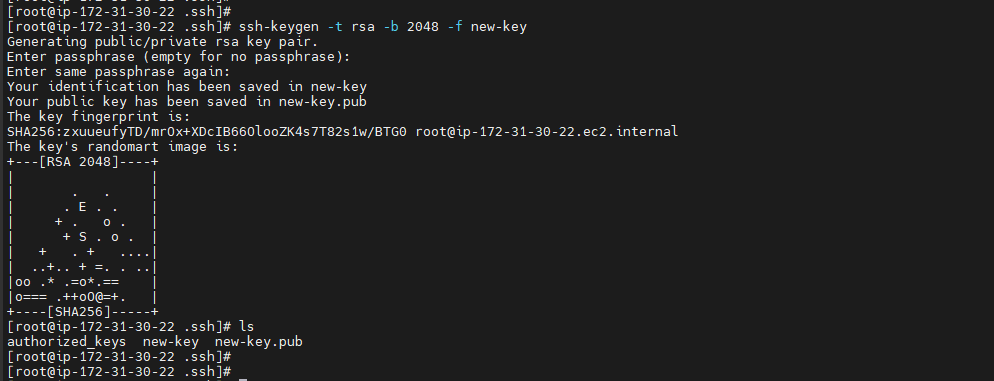 [root@ip-172-31-30-22 .ssh]#
[root@ip-172-31-30-22 .ssh]# ssh-keygen -t rsa -b 2048 -f new-key
Generating public/private rsa key pair.
Enter passphrase (empty for no passphrase):
Enter same passphrase again:
Your identification has been saved in new-key
Your public key has been saved in new-key.pub
The key fingerprint is:
SHA256:zxuueufyTD/mrOx+XDcIB66OlooZK4s7T82s1w/BTG0 root@ip-172-31-30-22.ec2.internal
The key's randomart image is:
+---[RSA 2048]----+
|                 |
|       .   .     |
|      . E . .    |
|     + .   o .   |
|      + S . o .  |
|   +   . +   ....|
|  ..+.. + =. . ..|
|oo .* .=o*.==    |
|o=== .++oO@=+.   |
+----[SHA256]-----+
[root@ip-172-31-30-22 .ssh]# ls
authorized_keys  new-key  new-key.pub
[root@ip-172-31-30-22 .ssh]#
[root@ip-172-31-30-22 .ssh]#